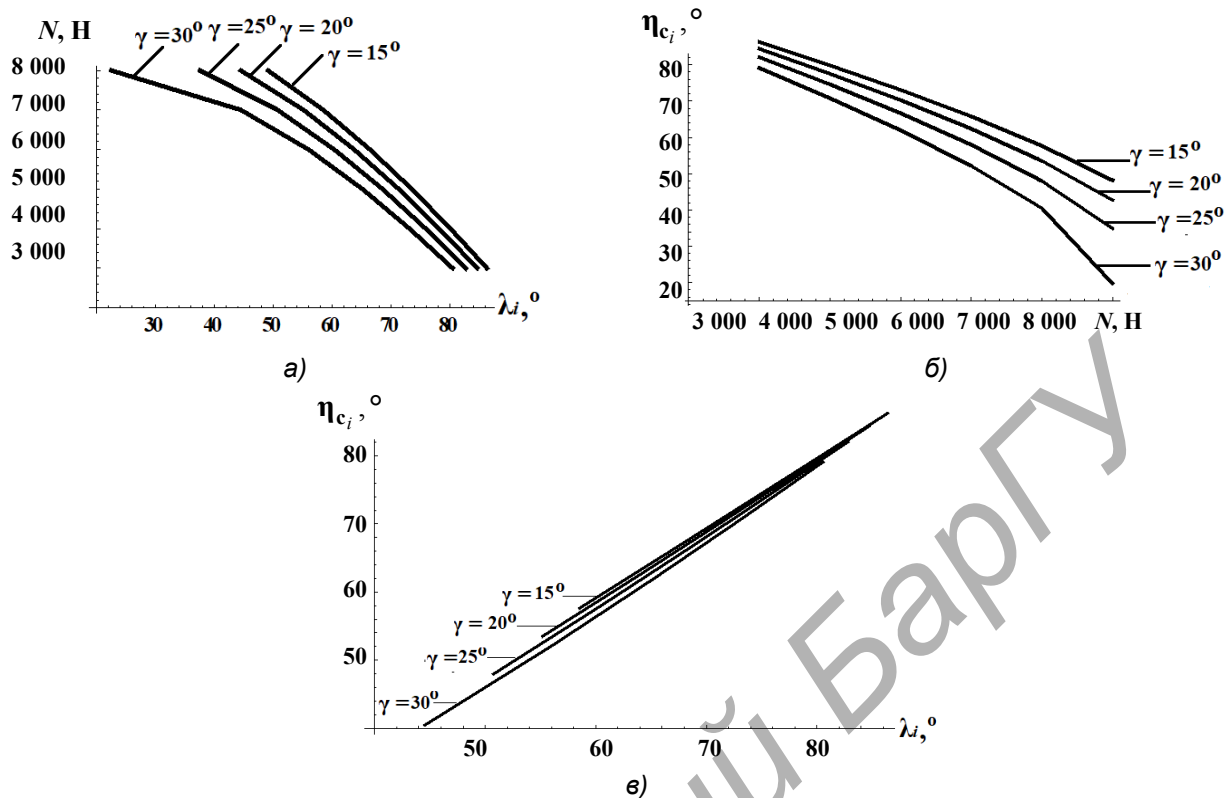 N, Н
γ = 30° γ = 25° γ = 20°
γ = 15°
8 000
7 000
6 000
5 000
4 000
3 000
30 40 50 60 70 80
λi,°
а)
ηci, °
80
70
60
50
40
30
20
γ = 15°
γ = 20°
γ = 25°
γ = 30°
3 000 4 000 5 000 6 000 7 000 8 000 N, Н
б)
ηci, °
80
70
60
50
γ = 15°
γ = 20°
γ = 25°
γ = 30°
50 60 70 80
λi,°
в)
ый БарГУ